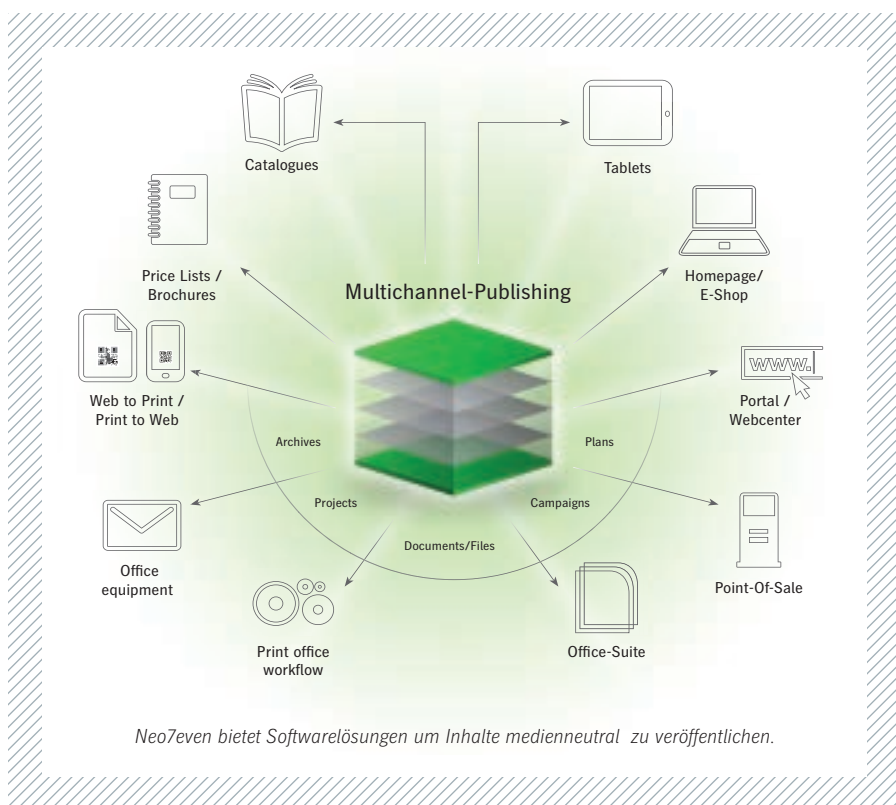 Catalogues
Tablets
Price Lists /
Brochures
Multichannel-Publishing
Homepage/
E-Shop
Web to Print /
Print to Web
www.
Portal /
Webcenter
Archives
Plans
Projects
Campaigns
Documents/Files
Office
equipment
Point-Of-Sale
Print office
workflow
Office-Suite
Neo7even bietet Softwarelösungen um Inhalte medienneutral zu veröffentlichen.